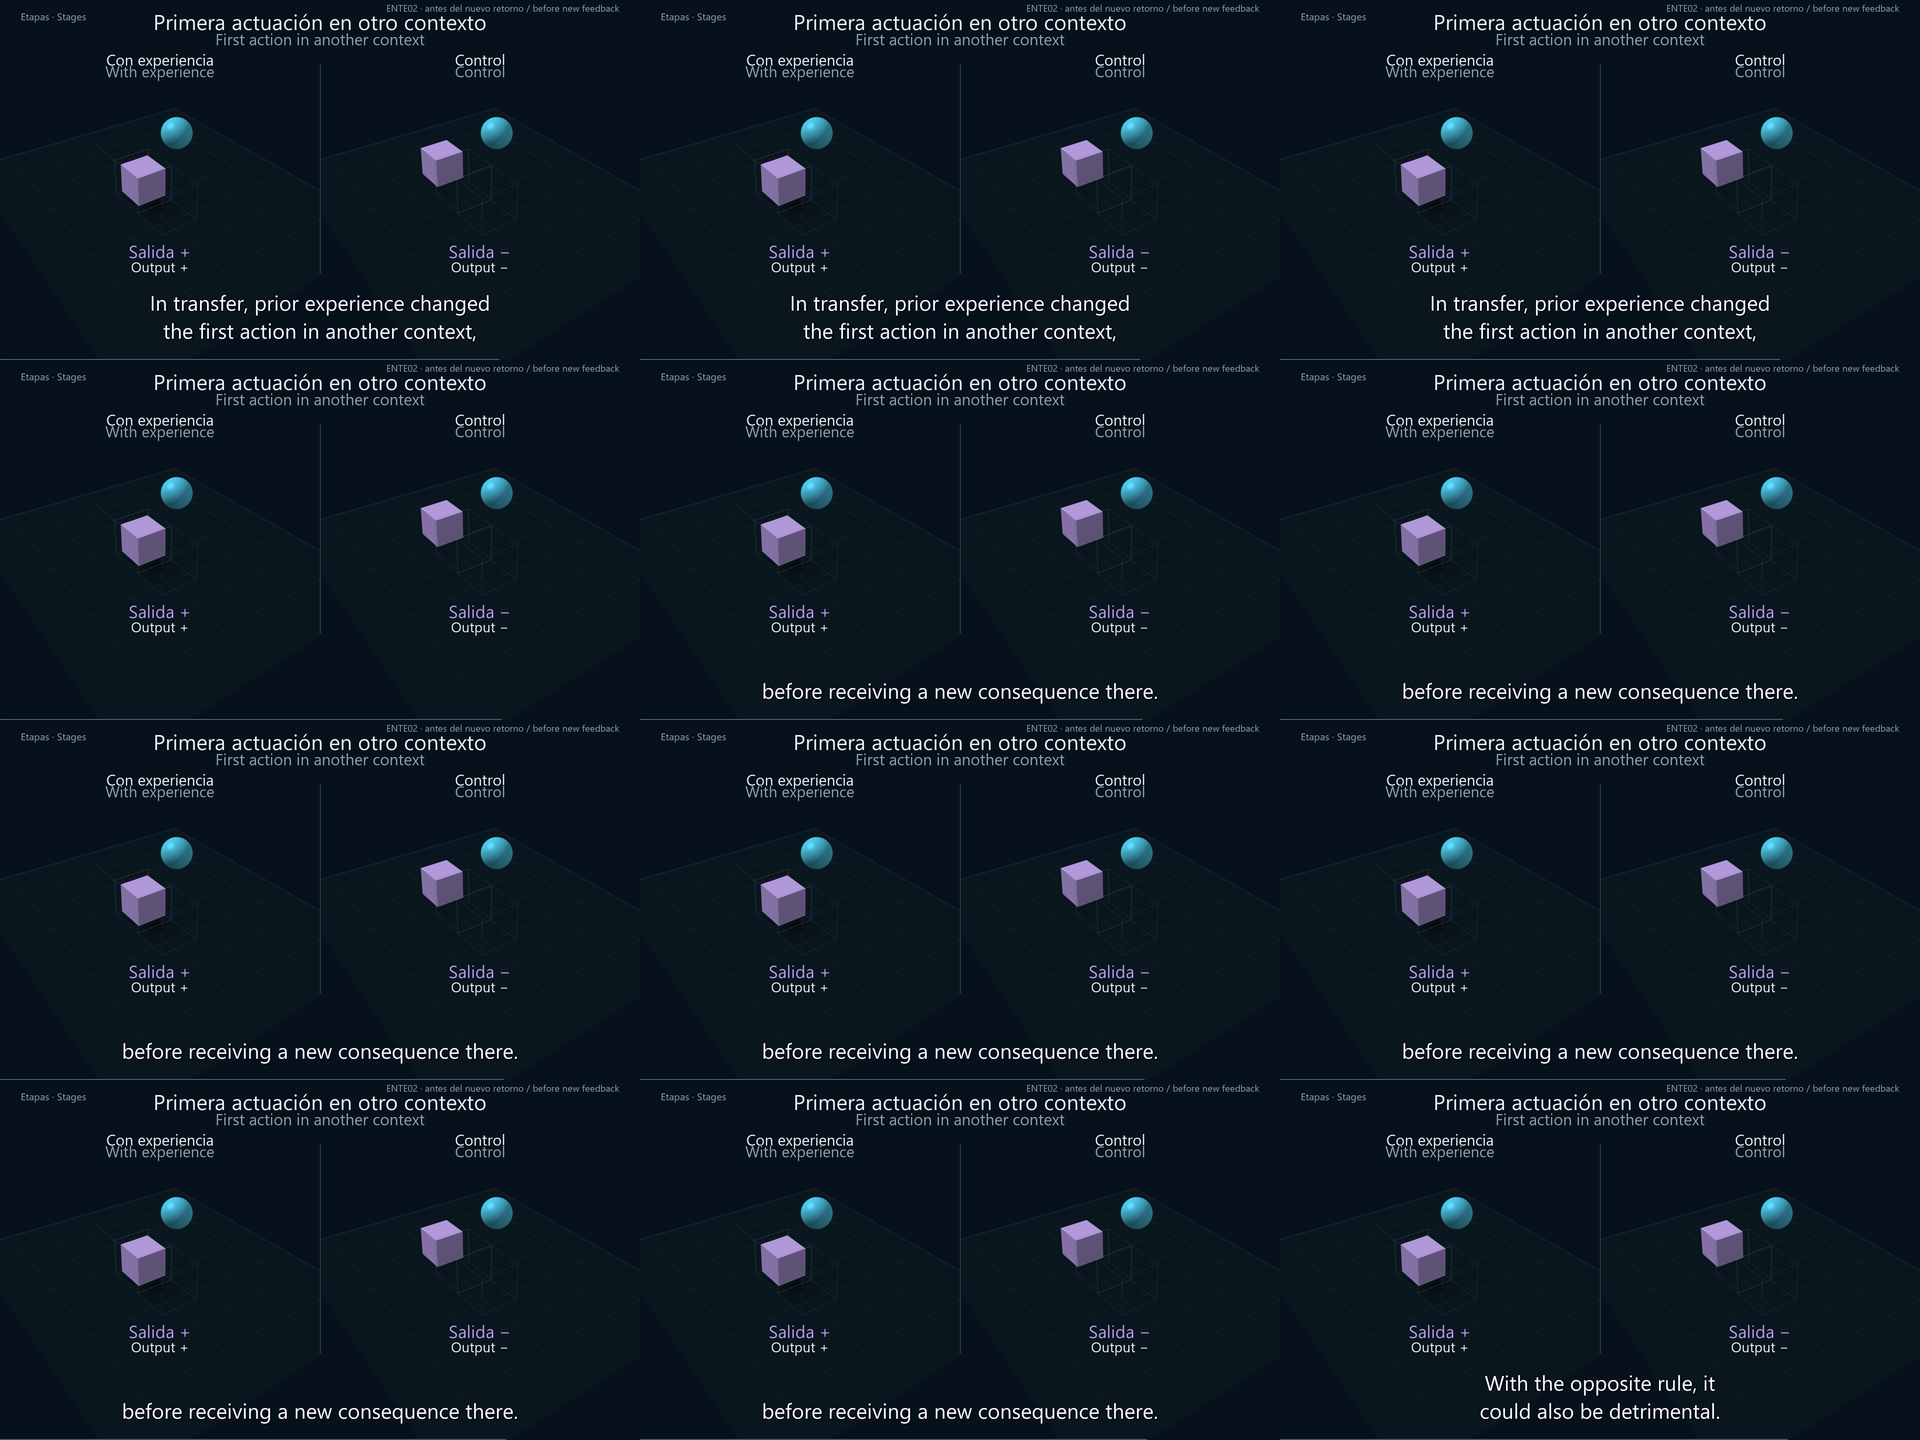 ENTE02 · antes del nuevo retorno / before new feedback
Etapas · Stages
Primera actuación en otro contexto
First action in another context
Con experiencia
With experience
Control
Control
Salida +
Output +
Salida −
Output −
In transfer, prior experience changed
the first action in another context,
ENTE02 · antes del nuevo retorno / before new feedback
Etapas · Stages
Primera actuación en otro contexto
First action in another context
Con experiencia
With experience
Control
Control
Salida +
Output +
Salida −
Output −
In transfer, prior experience changed
the first action in another context,
ENTE02 · antes del nuevo retorno / before new feedback
Etapas · Stages
Primera actuación en otro contexto
First action in another context
Con experiencia
With experience
Control
Control
Salida +
Output +
Salida −
Output −
In transfer, prior experience changed
the first action in another context,
ENTE02 · antes del nuevo retorno / before new feedback
Etapas · Stages
Primera actuación en otro contexto
First action in another context
Con experiencia
With experience
Control
Control
Salida +
Output +
Salida −
Output −
ENTE02 · antes del nuevo retorno / before new feedback
Etapas · Stages
Primera actuación en otro contexto
First action in another context
Con experiencia
With experience
Control
Control
Salida +
Output +
Salida −
Output −
before receiving a new consequence there.
ENTE02 · antes del nuevo retorno / before new feedback
Etapas · Stages
Primera actuación en otro contexto
First action in another context
Con experiencia
With experience
Control
Control
Salida +
Output +
Salida −
Output −
before receiving a new consequence there.
ENTE02 · antes del nuevo retorno / before new feedback
Etapas · Stages
Primera actuación en otro contexto
First action in another context
Con experiencia
With experience
Control
Control
Salida +
Output +
Salida −
Output −
before receiving a new consequence there.
ENTE02 · antes del nuevo retorno / before new feedback
Etapas · Stages
Primera actuación en otro contexto
First action in another context
Con experiencia
With experience
Control
Control
Salida +
Output +
Salida −
Output −
before receiving a new consequence there.
ENTE02 · antes del nuevo retorno / before new feedback
Etapas · Stages
Primera actuación en otro contexto
First action in another context
Con experiencia
With experience
Control
Control
Salida +
Output +
Salida −
Output −
before receiving a new consequence there.
ENTE02 · antes del nuevo retorno / before new feedback
Etapas · Stages
Primera actuación en otro contexto
First action in another context
Con experiencia
With experience
Control
Control
Salida +
Output +
Salida −
Output −
before receiving a new consequence there.
ENTE02 · antes del nuevo retorno / before new feedback
Etapas · Stages
Primera actuación en otro contexto
First action in another context
Con experiencia
With experience
Control
Control
Salida +
Output +
Salida −
Output −
before receiving a new consequence there.
ENTE02 · antes del nuevo retorno / before new feedback
Etapas · Stages
Primera actuación en otro contexto
First action in another context
Con experiencia
With experience
Control
Control
Salida +
Output +
Salida −
Output −
With the opposite rule, it
could also be detrimental.